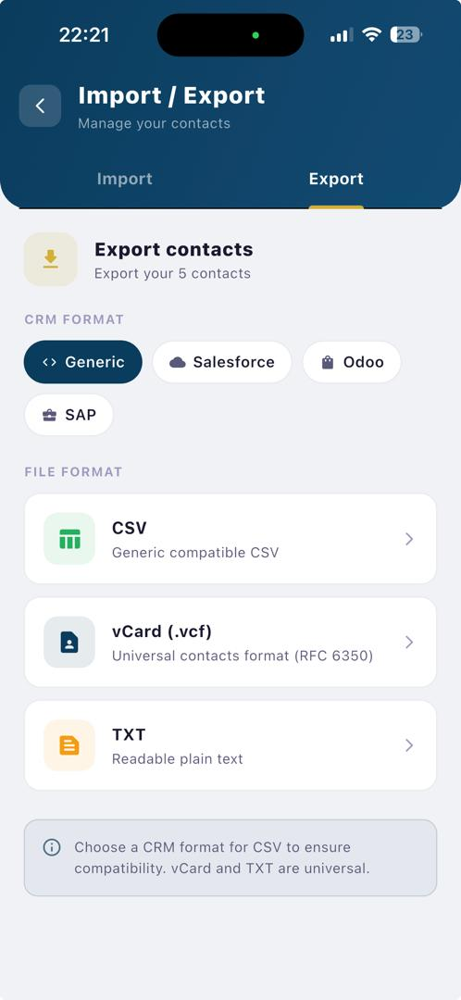 22:21
23
Import / Export
Manage your contacts
Import
Export
Export contacts
Export your 5 contacts
CRM FORMAT
Generic
Salesforce
Odoo
SAP
FILE FORMAT
CSV
Generic compatible CSV
vCard (.vcf)
Universal contacts format (RFC 6350)
TXT
Readable plain text
Choose a CRM format for CSV to ensure
compatibility. vCard and TXT are universal.